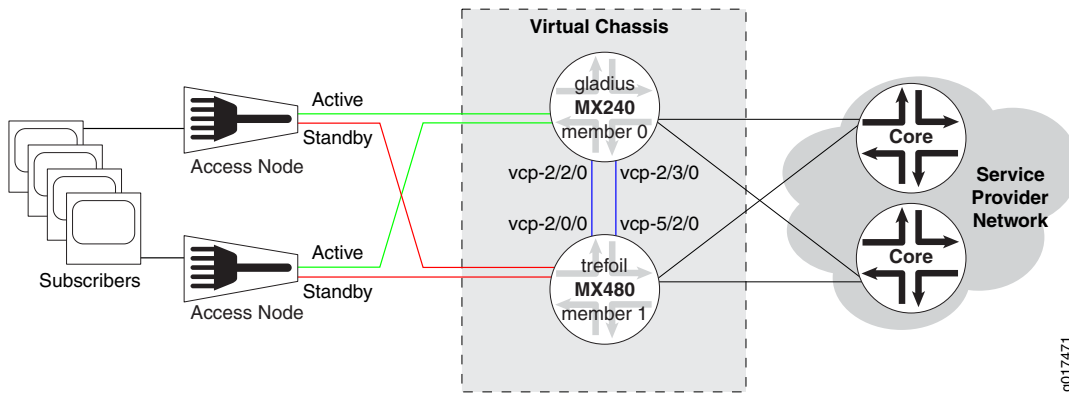 Virtual Chassis
gladius
MX240
member 0
Active
Standby
Access Node
vcp-2/2/0 vcp-2/3/0
vcp-2/0/0 vcp-5/2/0
Core
Service
Provider
Network
Core
Subscribers
Active
Standby
Access Node
trefoil
MX480
member 1
g017471